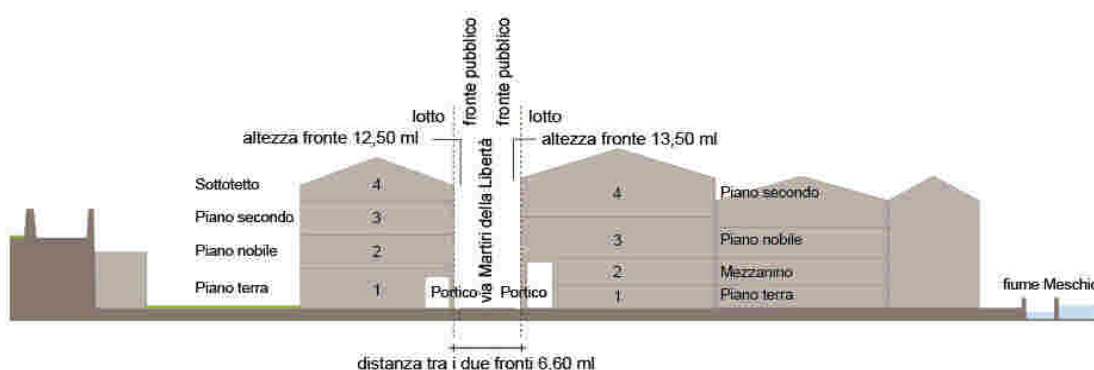 fronte pubblico
fronte pubblico
lotto
lotto
altezza fronte 12,50 ml
altezza fronte 13,50 ml
via Martiri della Libertà
Sottotetto
4
4
Piano secondo
Piano secondo
3
Piano nobile
2
3
Piano nobile
2
Mezzanino
Piano terra
1
Portico
Portico
1
Piano terra
fiume Meschio
distanza tra i due fronti 6,60 ml